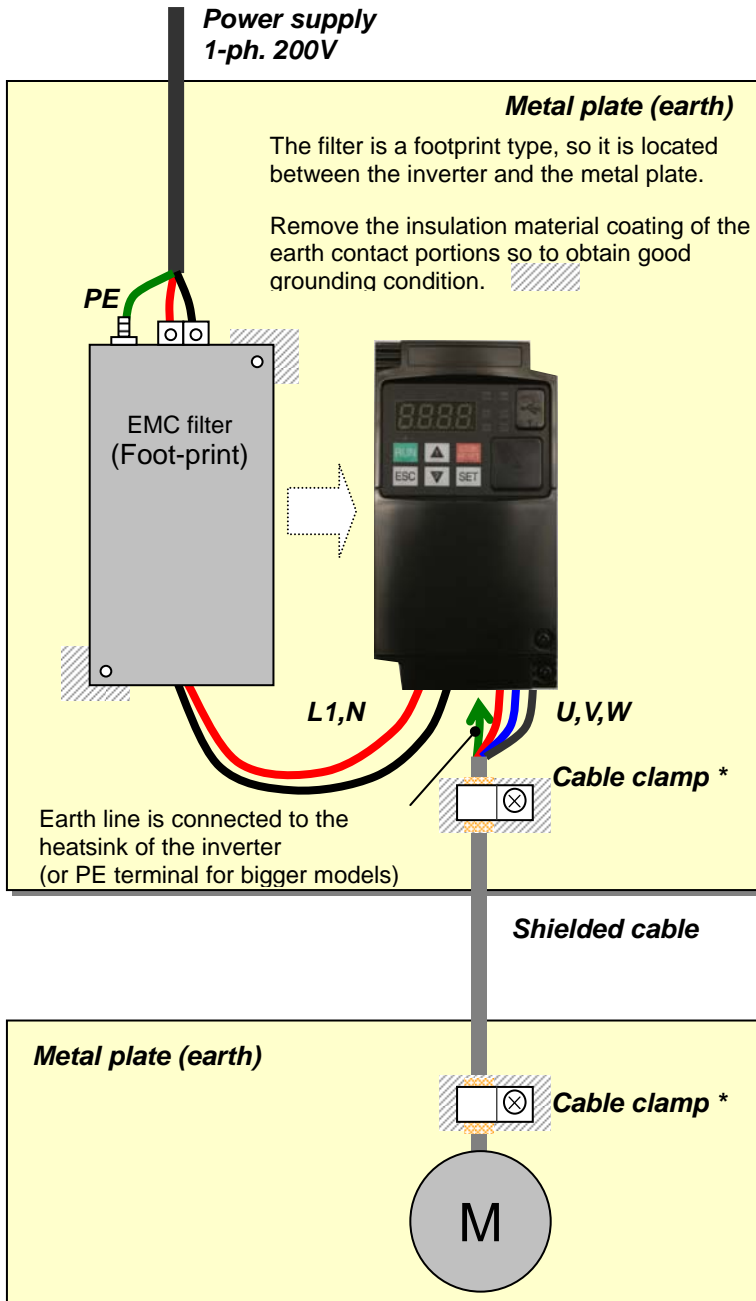 Power supply
1-ph. 200V
Metal plate (earth)
The filter is a footprint type, so it is located
between the inverter and the metal plate.
Remove the insulation material coating of the
earth contact portions so to obtain good
grounding condition.
PE
EMC filter
(Foot-print)
8888
RUN
ESC
SET
L1,N
U,V,W
Cable clamp *
Earth line is connected to the
heatsink of the inverter
(or PE terminal for bigger models)
Shielded cable
Metal plate (earth)
Cable clamp *
M